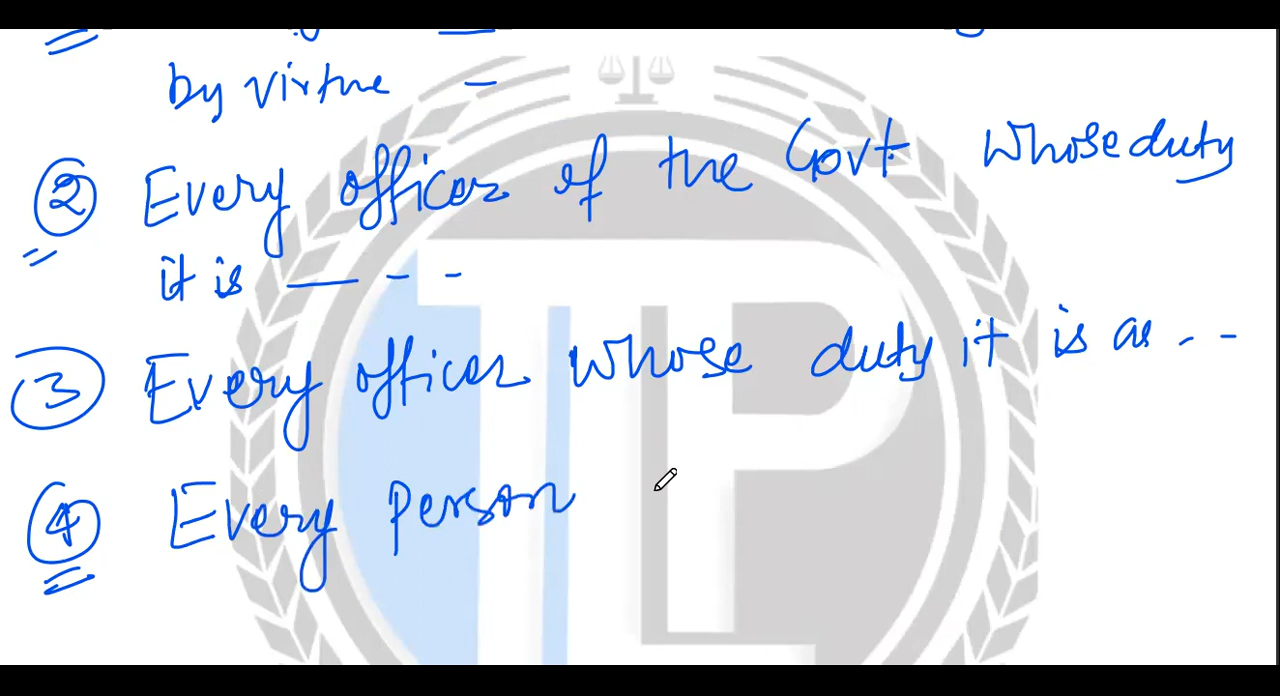 by virtue –
② Every officer of the Govt. whose duty
it is — - -
③ Every officer whose duty it is as - -
④ Every Person
TLP